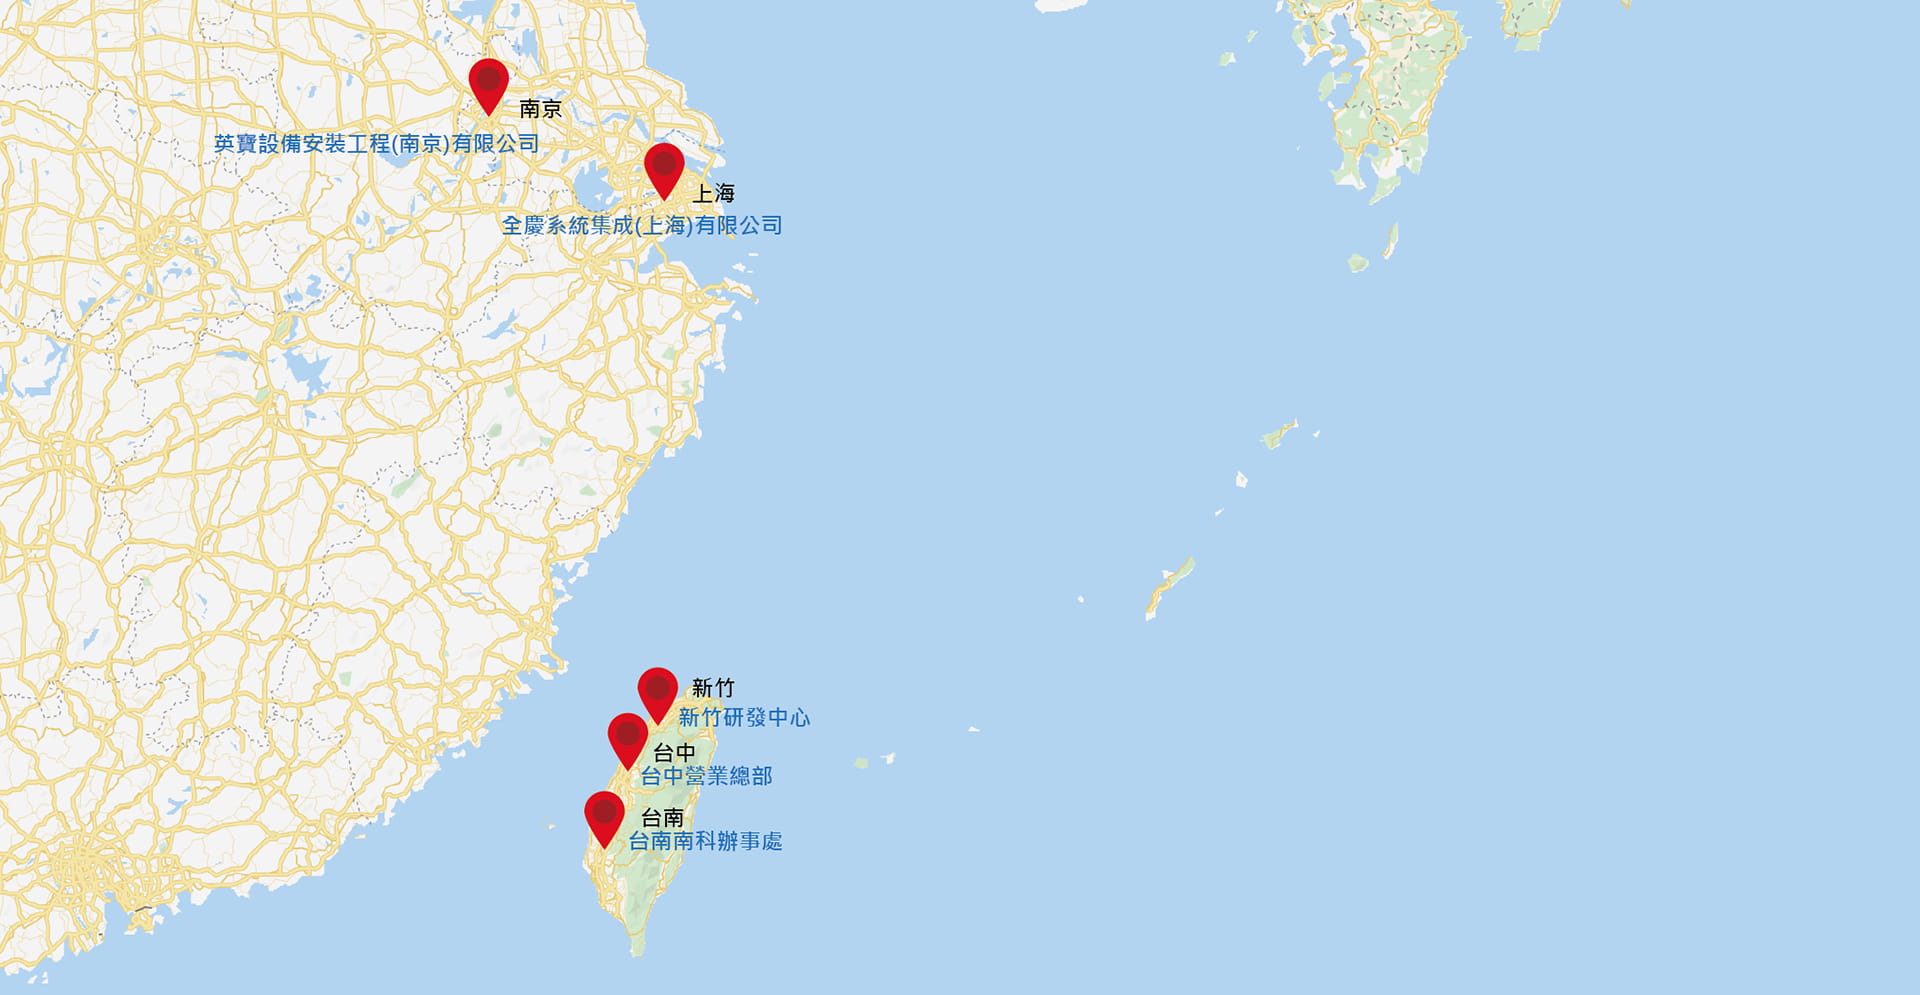 南京
英寶設備安裝工程(南京)有限公司
上海
全慶系統集成(上海)有限公司
新竹
新竹研發中心
台中
台中營業總部
台南
台南南科辦事處